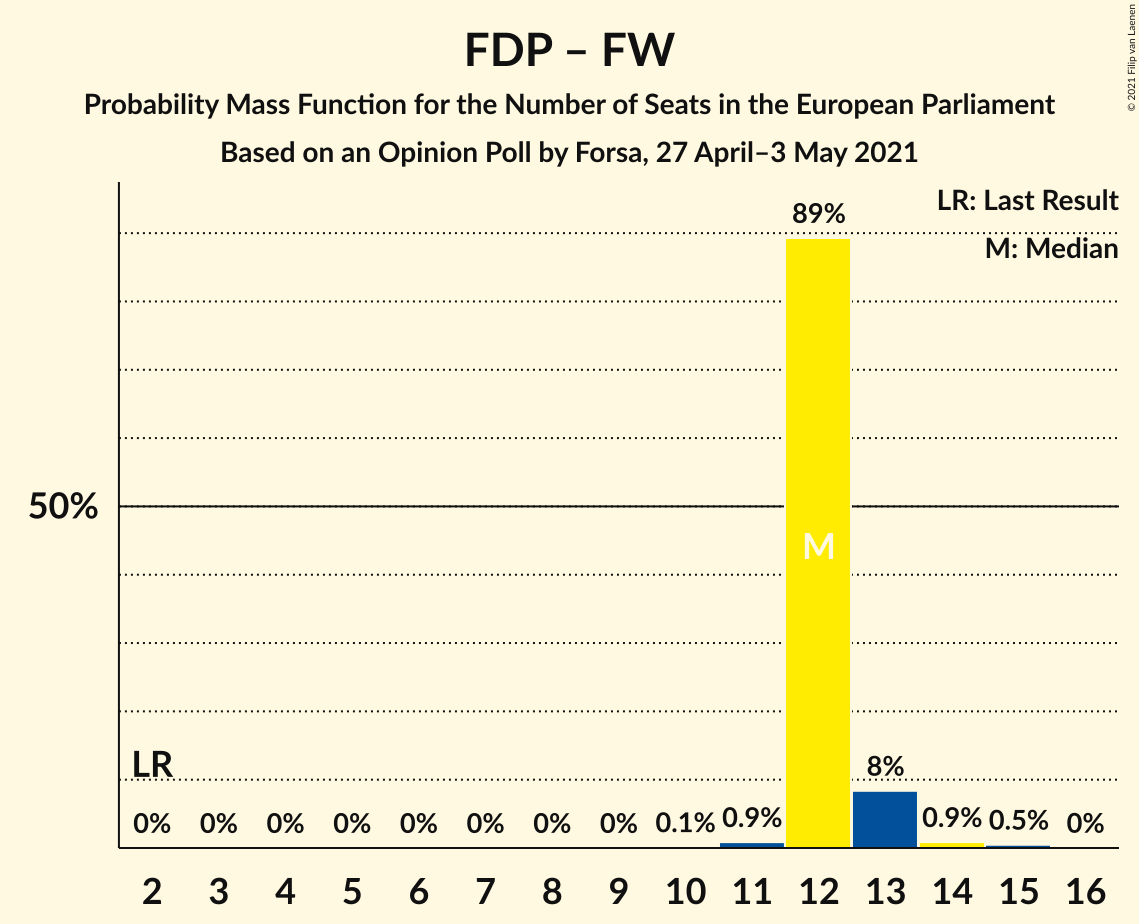 FDP – FW
Probability Mass Function for the Number of Seats in the European Parliament
Based on an Opinion Poll by Forsa, 27 April–3 May 2021
© 2021 Filip van Laenen
LR: Last Result
M: Median
89%
50%
M
LR
8%
0% 0% 0% 0% 0% 0% 0% 0% 0.1% 0.9% 0.9% 0.5% 0%
2 3 4 5 6 7 8 9 10 11 12 13 14 15 16